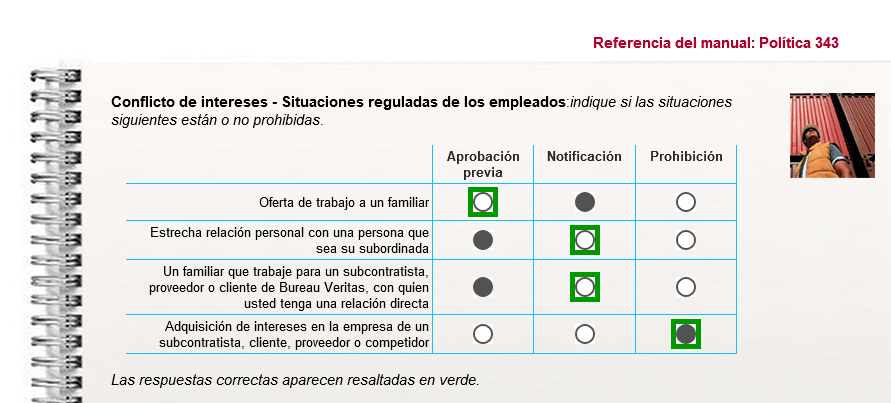 Referencia del manual: Política 343
Conflicto de intereses - Situaciones reguladas de los empleados:indique si las situaciones
siguientes están o no prohibidas.
Aprobación
previa
Notificación
Prohibición
Oferta de trabajo a un familiar
Estrecha relación personal con una persona que
sea su subordinada
Un familiar que trabaje para un subcontratista,
proveedor o cliente de Bureau Veritas, con quien
usted tenga una relación directa
Adquisición de intereses en la empresa de un
subcontratista, cliente, proveedor o competidor
Las respuestas correctas aparecen resaltadas en verde.